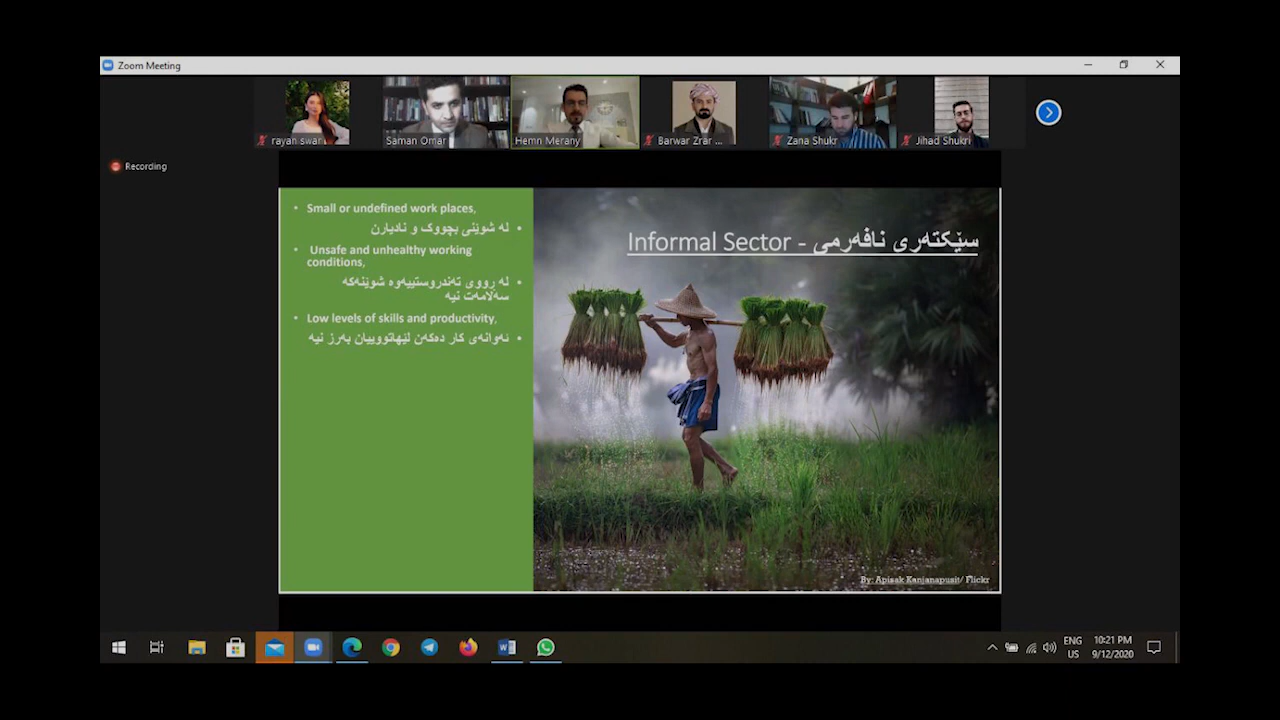 Zoom Meeting
rayah swar
Saman Omar
Hemn Merany
Barwar Zrar ...
Zana Shukr
Jihad Shukri
Recording
• Small or undefined work places,
• لە شوێنی بچووک و نادیارن
• Unsafe and unhealthy working
conditions,
• لە ڕووی تەندروستییەوە شوێنەکە
سەلامەت نیە
• Low levels of skills and productivity,
• ئەوانەی کار دەکەن لێهاتووییان بەرز نیە
Informal Sector - سێکتەری نافەرمی
By: Apisak Kanjanapusit/ Flickr
ENG
US
10:21 PM
9/12/2020